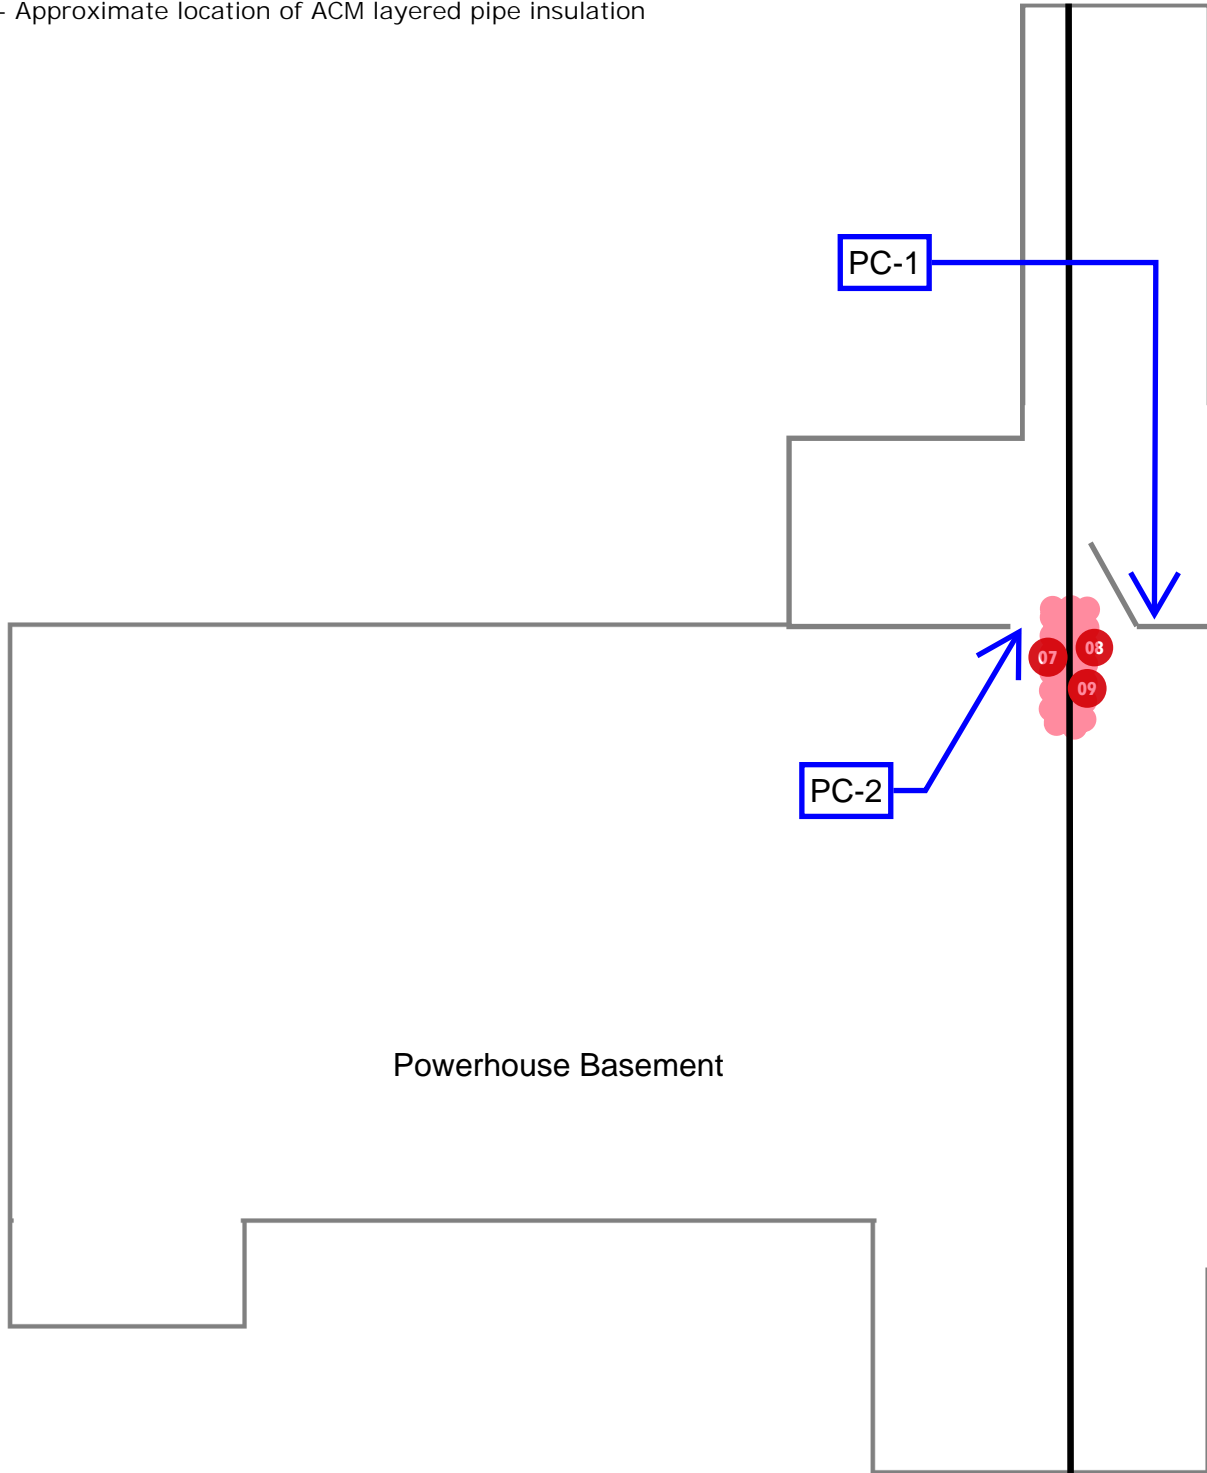 - Approximate location of ACM layered pipe insulation
PC-1
08
07
09
PC-2
Powerhouse Basement